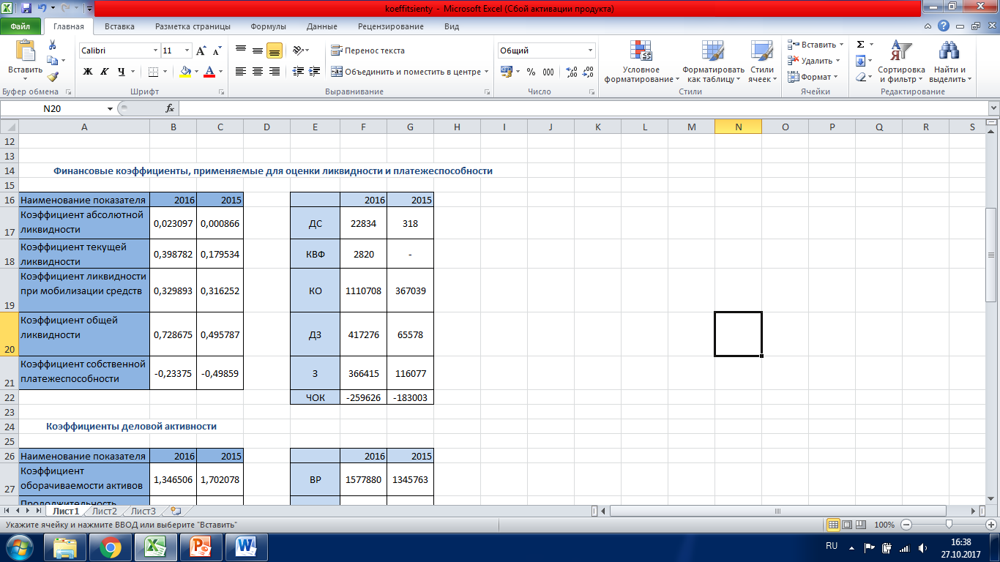 koeffitsienty - Microsoft Excel (Сбой активации продукта)
Файл Главная Вставка Разметка страницы Формулы Данные Рецензирование Вид
Вставить
Буфер обмена
Calibri 11
Ж К Ч
Шрифт
Перенос текста
Объединить и поместить в центре
Выравнивание
Общий
% 000
Число
Условное форматирование
Форматировать как таблицу
Стили ячеек
Стили
Вставить
Удалить
Формат
Ячейки
Сортировка и фильтр
Найти и выделить
Редактирование
N20 fx
A B C D E F G H I J K L M N O P Q R S
12
13
14 Финансовые коэффициенты, применяемые для оценки ликвидности и платежеспособности
15
16 Наименование показателя 2016 2015 2016 2015
Коэффициент абсолютной
17 ликвидности 0,023097 0,000866 ДС 22834 318
Коэффициент текущей
18 ликвидности 0,398782 0,179534 КВФ 2820 -
Коэффициент ликвидности
при мобилизации средств 0,329893 0,316252 КО 1110708 367039
19
Коэффициент общей
ликвидности 0,728675 0,495787 ДЗ 417276 65578
20
Коэффициент собственной
21 платежеспособности -0,23375 -0,49859 З 366415 116077
22 ЧОК -259626 -183003
23
24 Коэффициенты деловой активности
25
26 Наименование показателя 2016 2015 2016 2015
Коэффициент
27 оборачиваемости активов 1,346506 1,702078 ВР 1577880 1345763
Продолжительность
Лист1 Лист2 Лист3
Укажите ячейку и нажмите ВВОД или выберите "Вставить" 100%
RU 16:38
27.10.2017